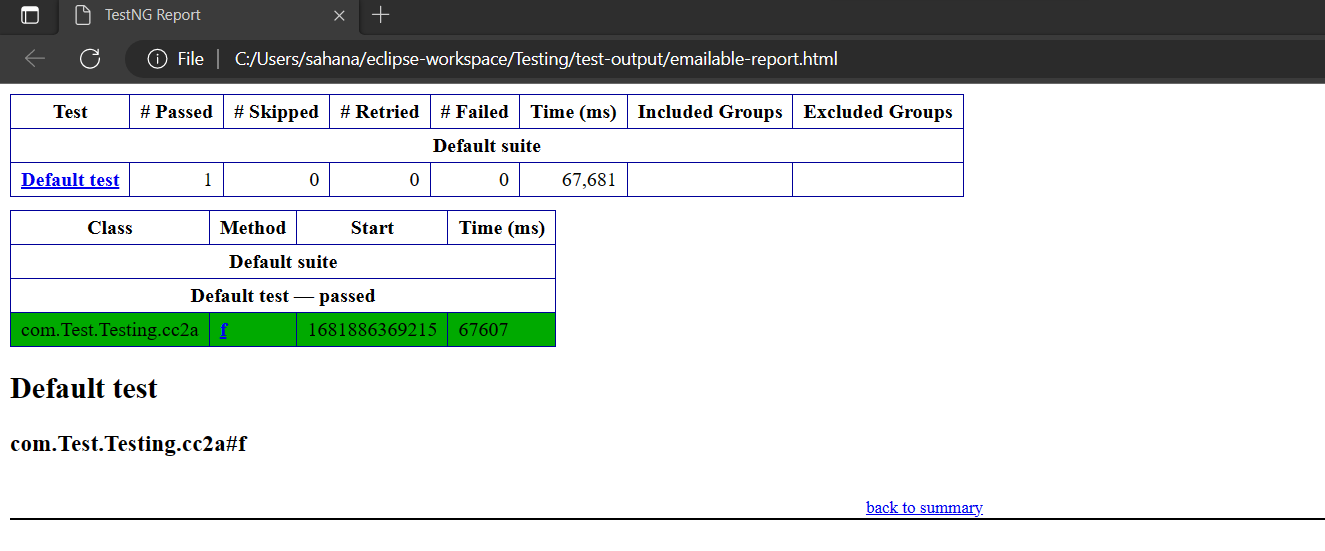 TestNG Report
File C:/Users/sahana/eclipse-workspace/Testing/test-output/emailable-report.html
Test # Passed # Skipped # Retried # Failed Time (ms) Included Groups Excluded Groups
Default suite
Default test 1 0 0 0 67,681
Class Method Start Time (ms)
Default suite
Default test — passed
com.Test.Testing.cc2a f 1681886369215 67607
Default test
com.Test.Testing.cc2a#f
back to summary